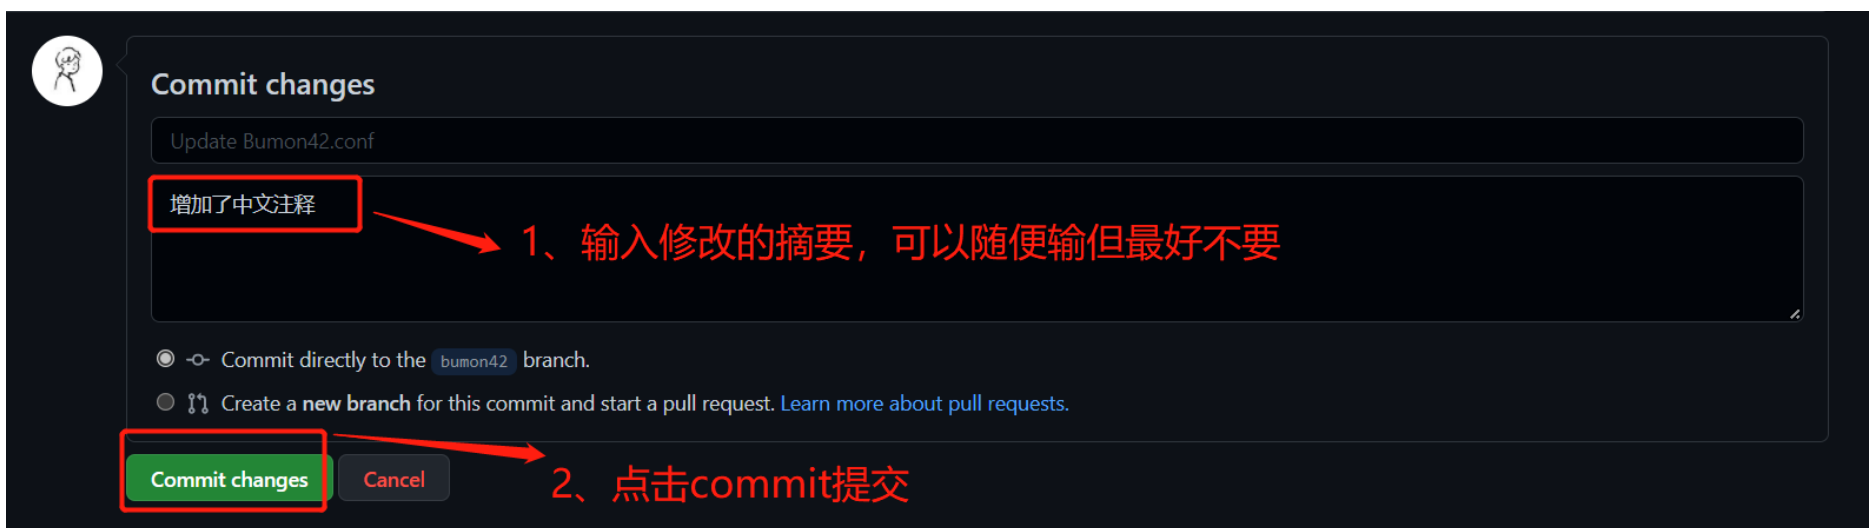 Commit changes
Update Bumon42.conf
增加了中文注释
1、输入修改的摘要，可以随便输但最好不要
Commit directly to the bumon42 branch.
Create a new branch for this commit and start a pull request. Learn more about pull requests.
Commit changes
Cancel
2、点击commit提交